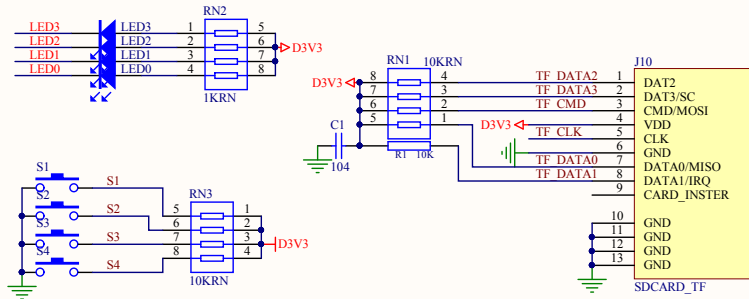 RN2
LED3 LED3 1 5
LED2 LED2 2 6 D3V3
LED1 LED1 3 7
LED0 LED0 4 8
1KRN
RN1 10KRN J10
D3V3 8 4 TF_DATA2 1 DAT2
7 3 TF_DATA3 2 DAT3/SC
6 2 TF_CMD 3 CMD/MOSI
5 1 D3V3 4 VDD
C1 TF_CLK 5 CLK
R1 10K 6 GND
104 TF_DATA0 7 DATA0/MISO
TF_DATA1 8 DATA1/IRQ
9 CARD_INSTER
10 GND
11 GND
12 GND
13 GND
SDCARD_TF
S1 S1 RN3
S2 S2 5 1
S3 S3 6 2
S4 S4 7 3 D3V3
8 4
10KRN